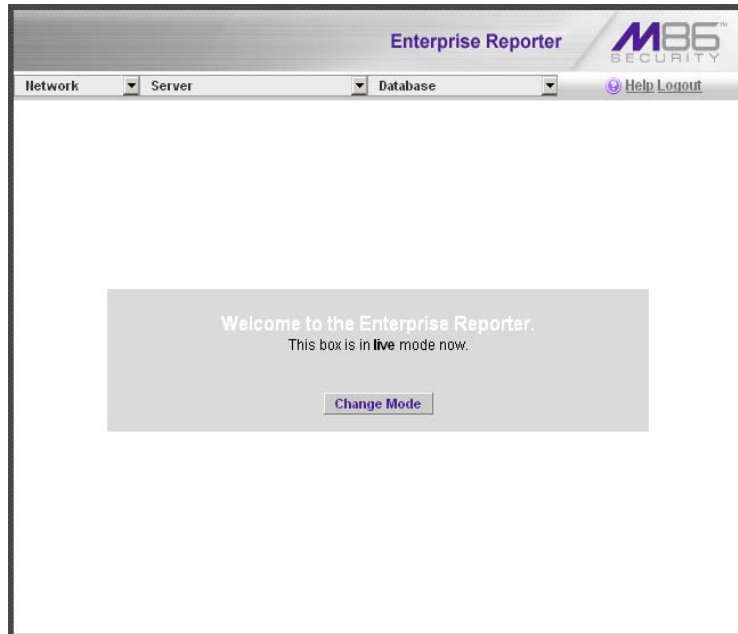 Enterprise Reporter
M86™
SECURITY
Network Server Database Help Logout
Welcome to the Enterprise Reporter.
This box is in live mode now.
Change Mode